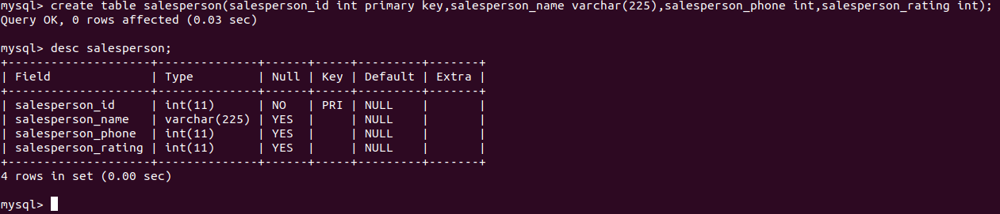 mysql> create table salesperson(salesperson_id int primary key,salesperson_name varchar(225),salesperson_phone int,salesperson_rating int);
Query OK, 0 rows affected (0.03 sec)

mysql> desc salesperson;
+--------------------+--------------+------+-----+---------+-------+
| Field              | Type         | Null | Key | Default | Extra |
+--------------------+--------------+------+-----+---------+-------+
| salesperson_id     | int(11)      | NO   | PRI | NULL    |       |
| salesperson_name   | varchar(225) | YES  |     | NULL    |       |
| salesperson_phone  | int(11)      | YES  |     | NULL    |       |
| salesperson_rating | int(11)      | YES  |     | NULL    |       |
+--------------------+--------------+------+-----+---------+-------+
4 rows in set (0.00 sec)

mysql>